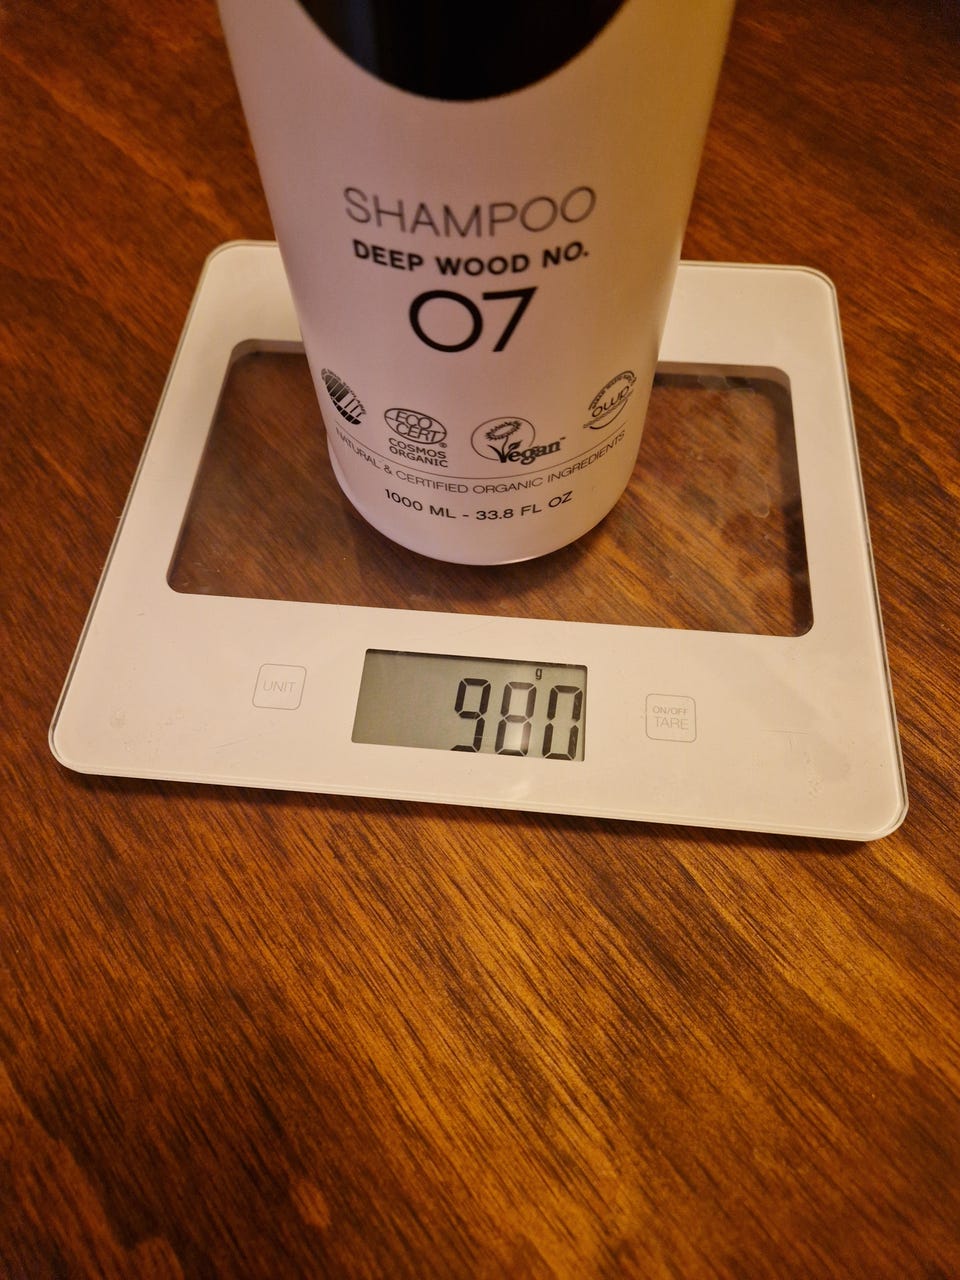 SHAMPOO
DEEP WOOD NO.
07
ECO
CERT®
COSMOS
ORGANIC
Vegan™
NATURAL & CERTIFIED ORGANIC INGREDIENTS
1000 ML - 33.8 FL OZ
g
980
UNIT
ON/OFF
TARE